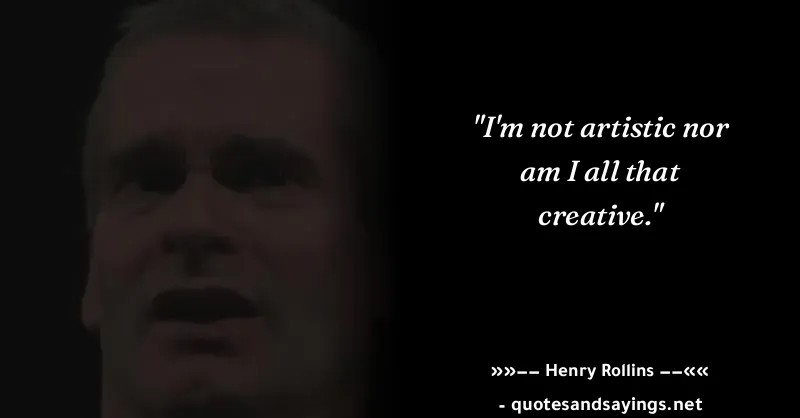 "I'm not artistic nor
am I all that
creative."
»»−− Henry Rollins −−««
- quotesandsayings.net